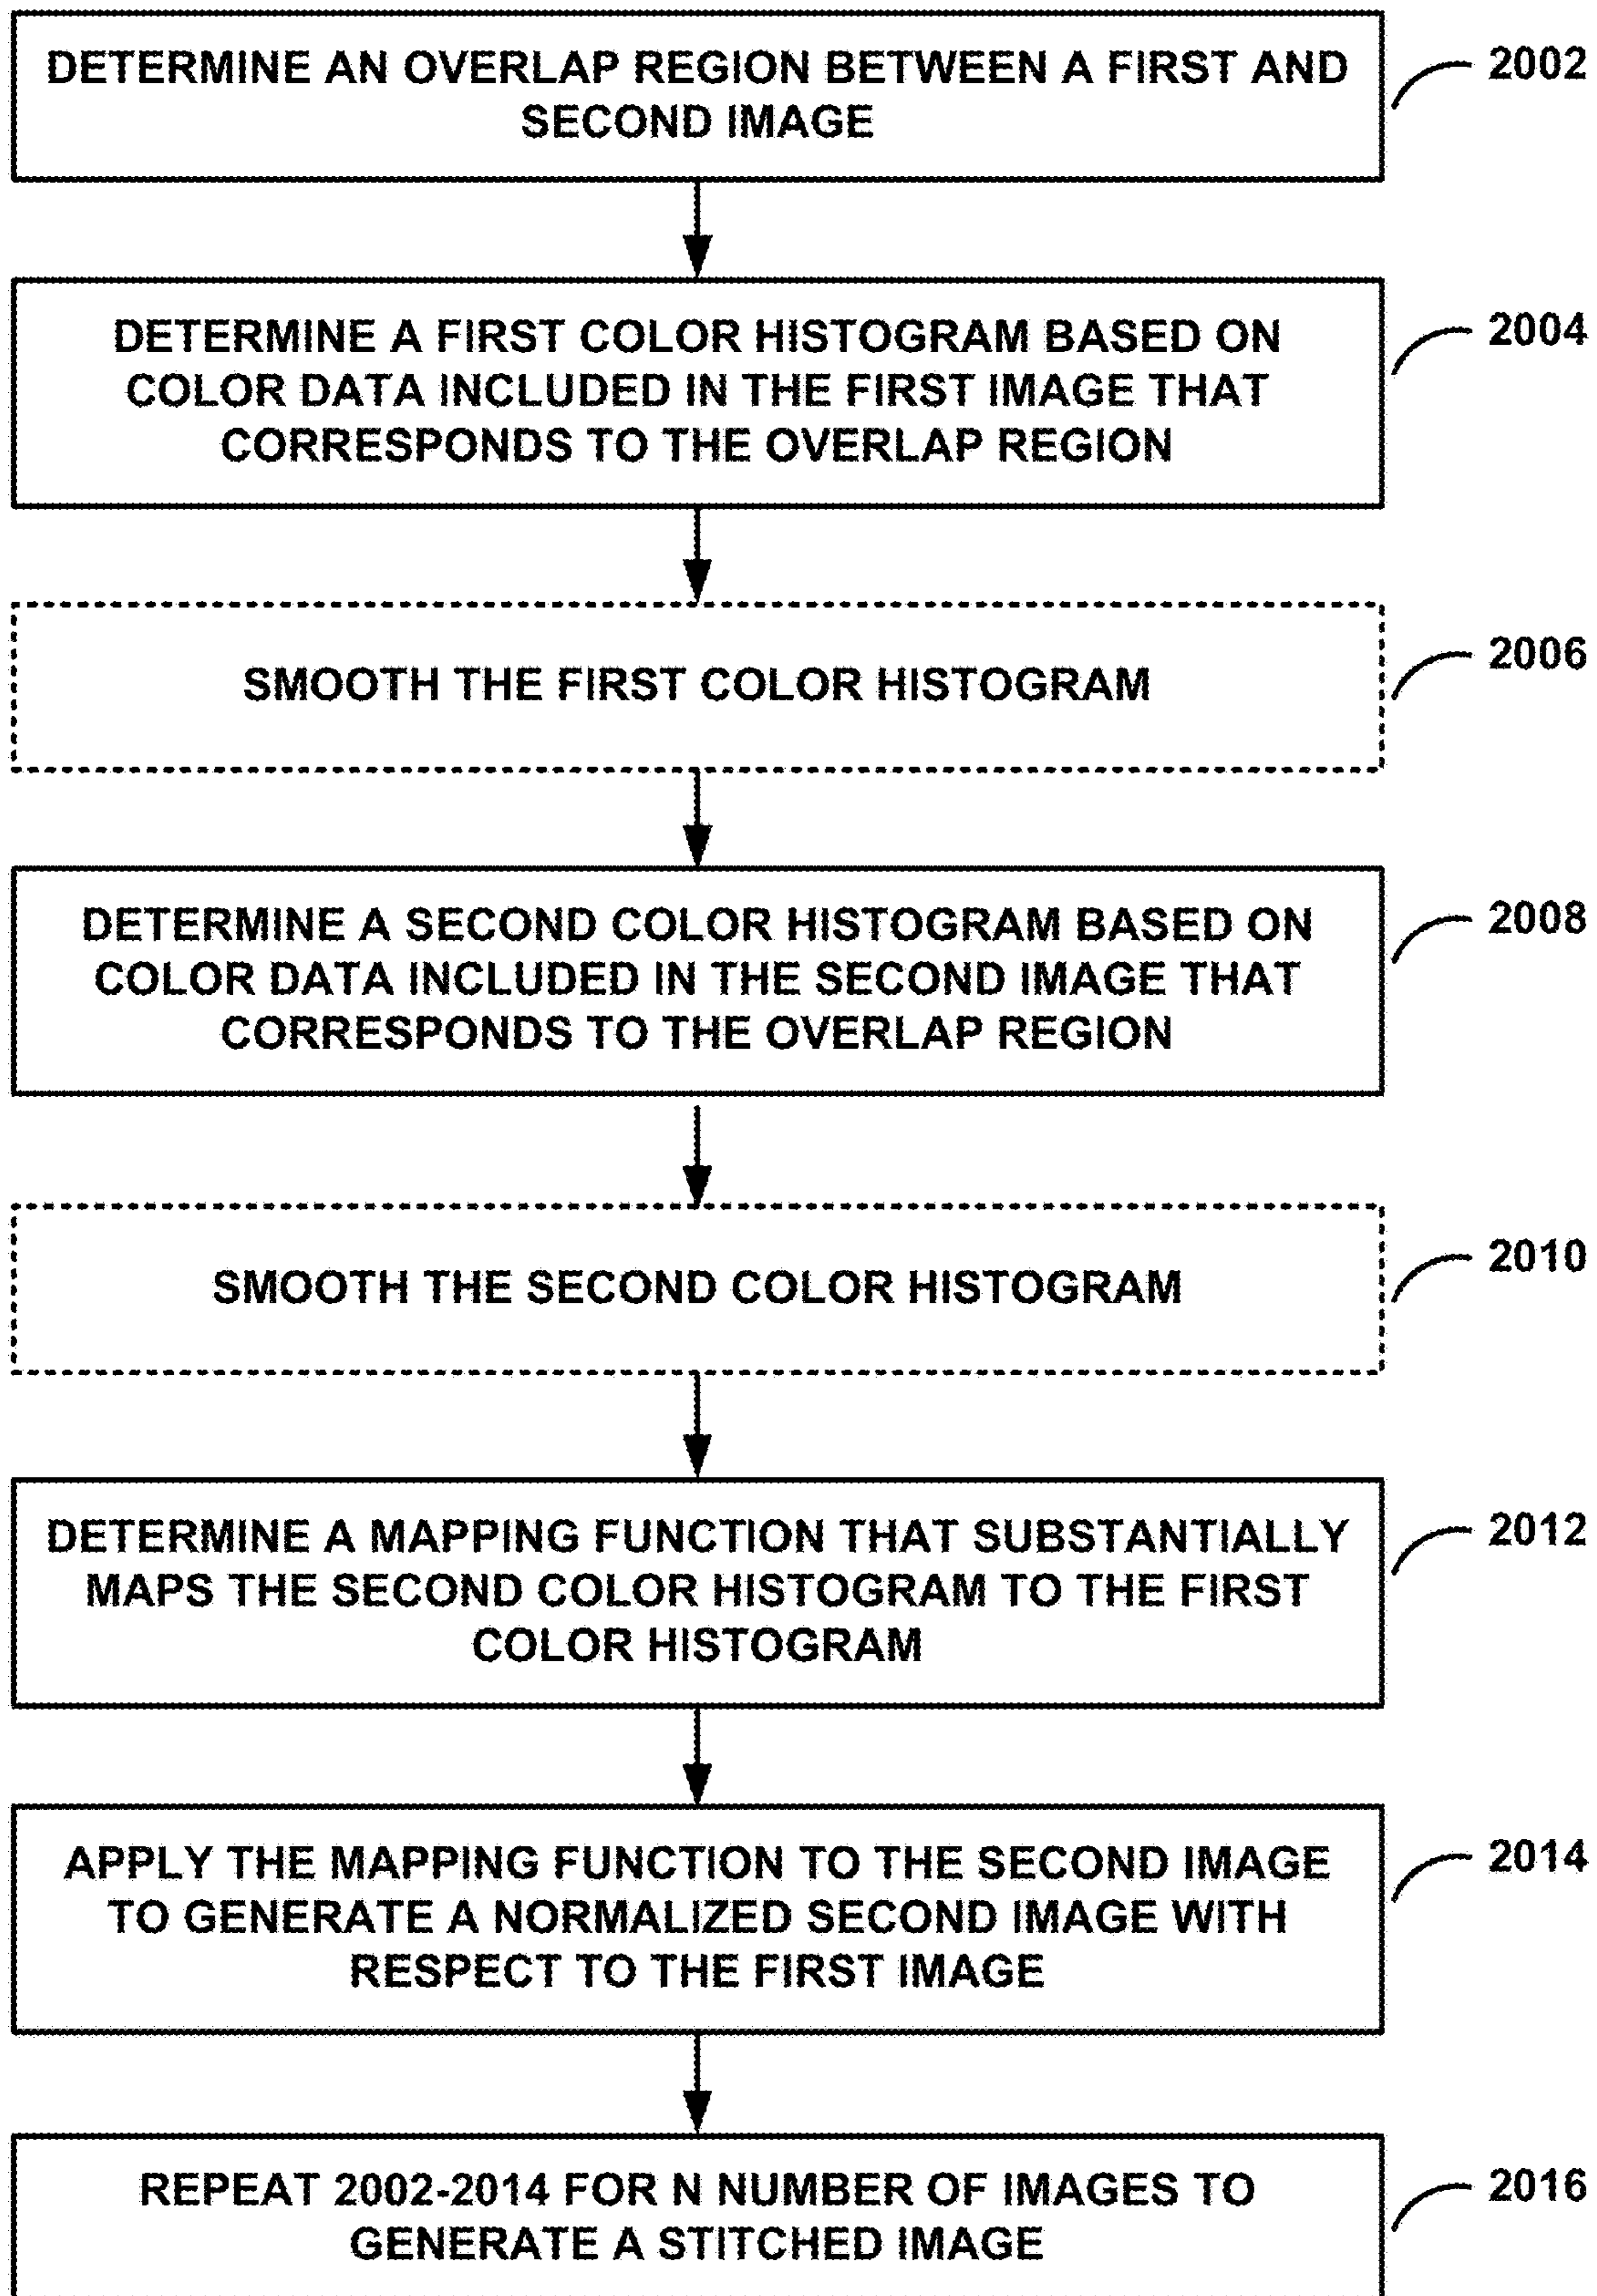 DETERMINE AN OVERLAP REGION BETWEEN A FIRST AND
SECOND IMAGE
2002
DETERMINE A FIRST COLOR HISTOGRAM BASED ON
COLOR DATA INCLUDED IN THE FIRST IMAGE THAT
CORRESPONDS TO THE OVERLAP REGION
2004
SMOOTH THE FIRST COLOR HISTOGRAM
2006
DETERMINE A SECOND COLOR HISTOGRAM BASED ON
COLOR DATA INCLUDED IN THE SECOND IMAGE THAT
CORRESPONDS TO THE OVERLAP REGION
2008
SMOOTH THE SECOND COLOR HISTOGRAM
2010
DETERMINE A MAPPING FUNCTION THAT SUBSTANTIALLY
MAPS THE SECOND COLOR HISTOGRAM TO THE FIRST
COLOR HISTOGRAM
2012
APPLY THE MAPPING FUNCTION TO THE SECOND IMAGE
TO GENERATE A NORMALIZED SECOND IMAGE WITH
RESPECT TO THE FIRST IMAGE
2014
REPEAT 2002-2014 FOR N NUMBER OF IMAGES TO
GENERATE A STITCHED IMAGE
2016